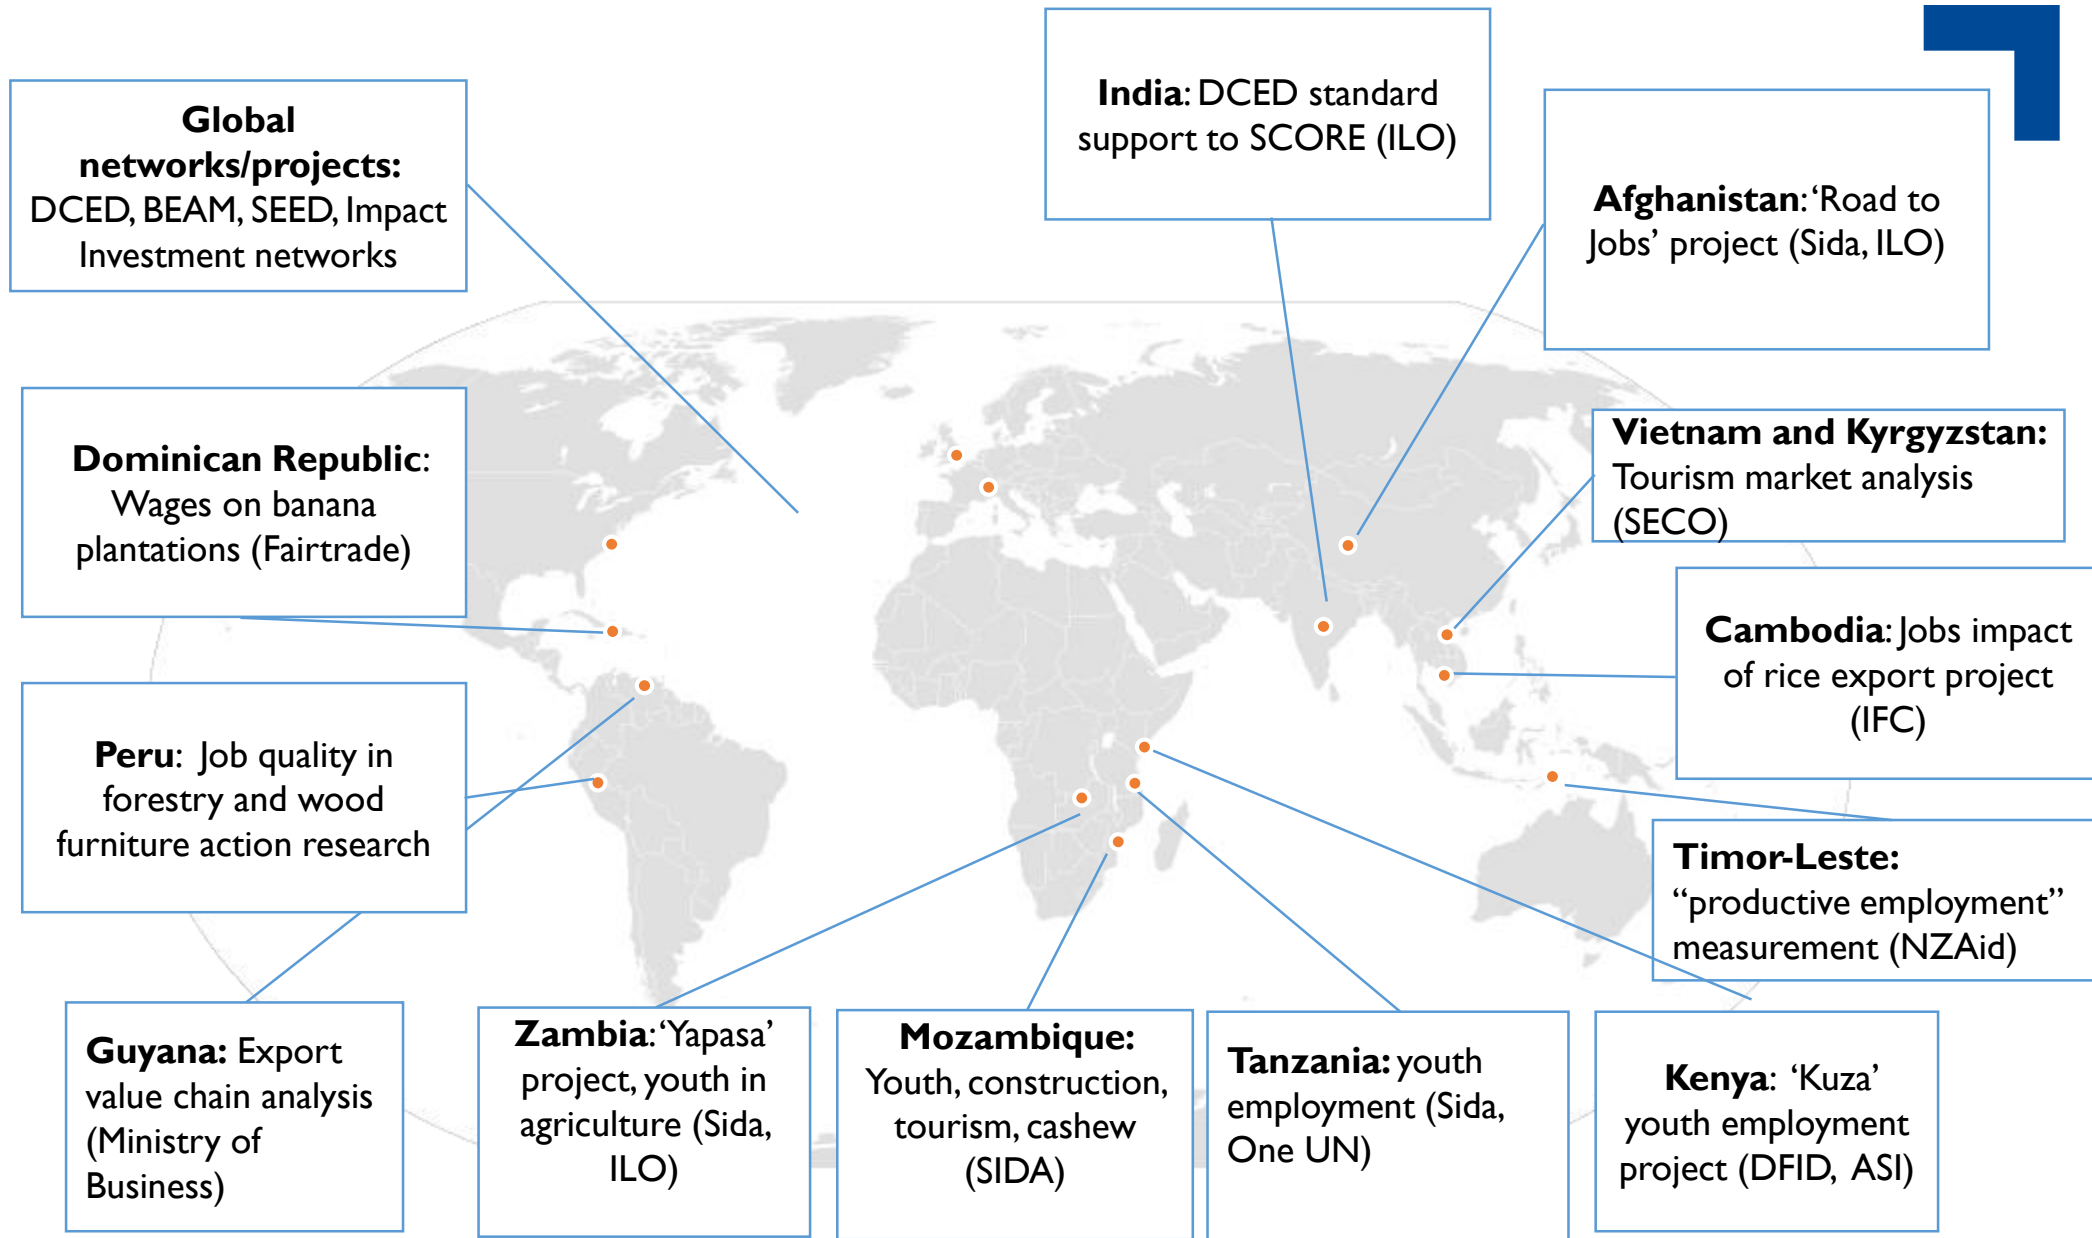 Global
networks/projects:
DCED, BEAM, SEED, Impact
Investment networks
India: DCED standard
support to SCORE (ILO)
Afghanistan: ‘Road to
Jobs’ project (Sida, ILO)
Dominican Republic:
Wages on banana
plantations (Fairtrade)
Vietnam and Kyrgyzstan:
Tourism market analysis
(SECO)
Cambodia: Jobs impact
of rice export project
(IFC)
Peru: Job quality in
forestry and wood
furniture action research
Timor-Leste:
“productive employment”
measurement (NZAid)
Guyana: Export
value chain analysis
(Ministry of
Business)
Zambia: ‘Yapasa’
project, youth in
agriculture (Sida,
ILO)
Mozambique:
Youth, construction,
tourism, cashew
(SIDA)
Tanzania: youth
employment (Sida,
One UN)
Kenya: ‘Kuza’
youth employment
project (DFID, ASI)